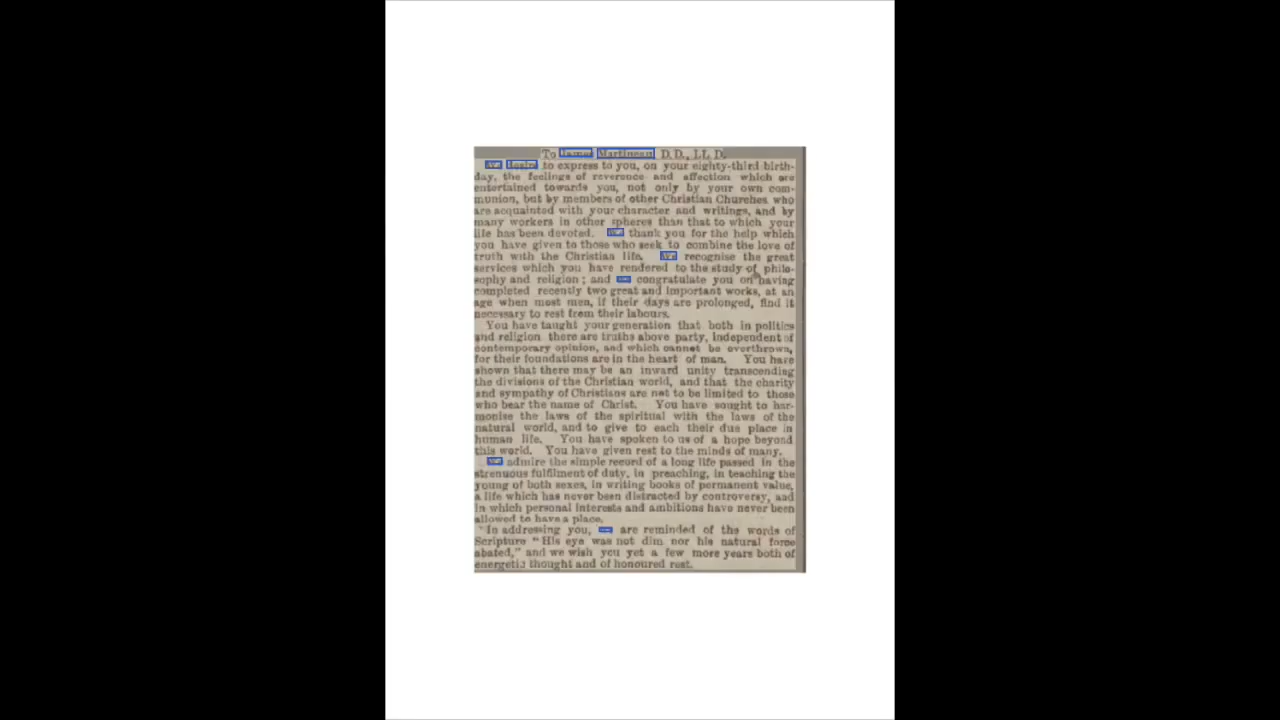 To James Martineau D.D., LL.D.
We desire to express to you, on your eighty-third birth-
day, the feelings of reverence and affection which are
entertained towards you, not only by your own com-
munion, but by members of other Christian Churches who
are acquainted with your character and writings, and by
many workers in other spheres than that to which your
life has been devoted. We thank you for the help which
you have given to those who seek to combine the love of
truth with the Christian life. We recognise the great
services which you have rendered to the study of philo-
sophy and religion; and we congratulate you on having
completed recently two great and important works, at an
age when most men, if their days are prolonged, find it
necessary to rest from their labours.
You have taught your generation that both in politics
and religion there are truths above party, independent of
contemporary opinion, and which cannot be overthrown,
for their foundations are in the heart of man. You have
shown that there may be an inward unity transcending
the divisions of the Christian world, and that the charity
and sympathy of Christians are not to be limited to those
who bear the name of Christ. You have sought to har-
monise the laws of the spiritual with the laws of the
natural world, and to give to each their due place in
human life. You have spoken to us of a hope beyond
this world. You have given rest to the minds of many.
We admire the simple record of a long life passed in the
strenuous fulfilment of duty, in preaching, in teaching the
young of both sexes, in writing books of permanent value,
a life which has never been distracted by controversy, and
in which personal interests and ambitions have never been
allowed to have a place.
In addressing you, we are reminded of the words of
Scripture "His eye was not dim nor his natural force
abated," and we wish you yet a few more years both of
energetic thought and of honoured rest.